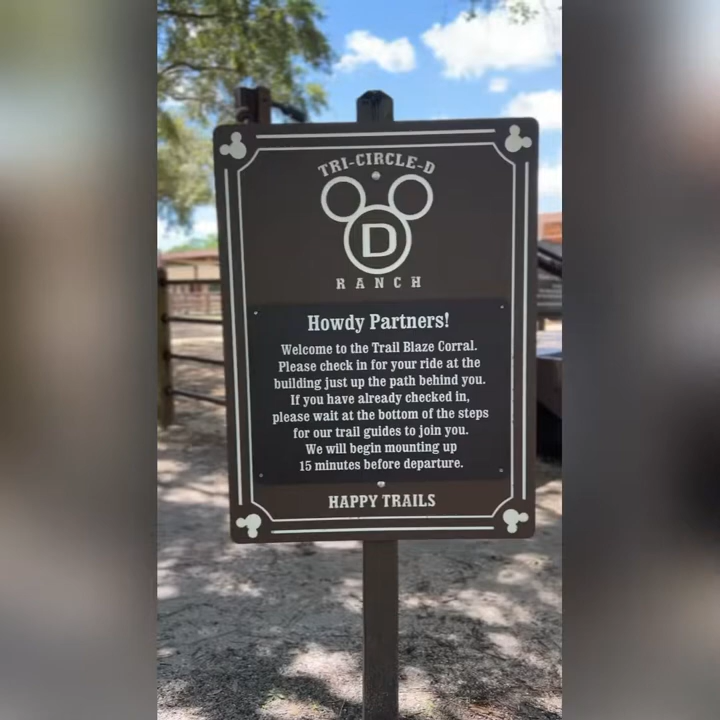 TRI-CIRCLE-D
D
RANCH
Howdy Partners!
Welcome to the Trail Blaze Corral.
Please check in for your ride at the
building just up the path behind you.
If you have already checked in,
please wait at the bottom of the steps
for our trail guides to join you.
We will begin mounting up
15 minutes before departure.
HAPPY TRAILS